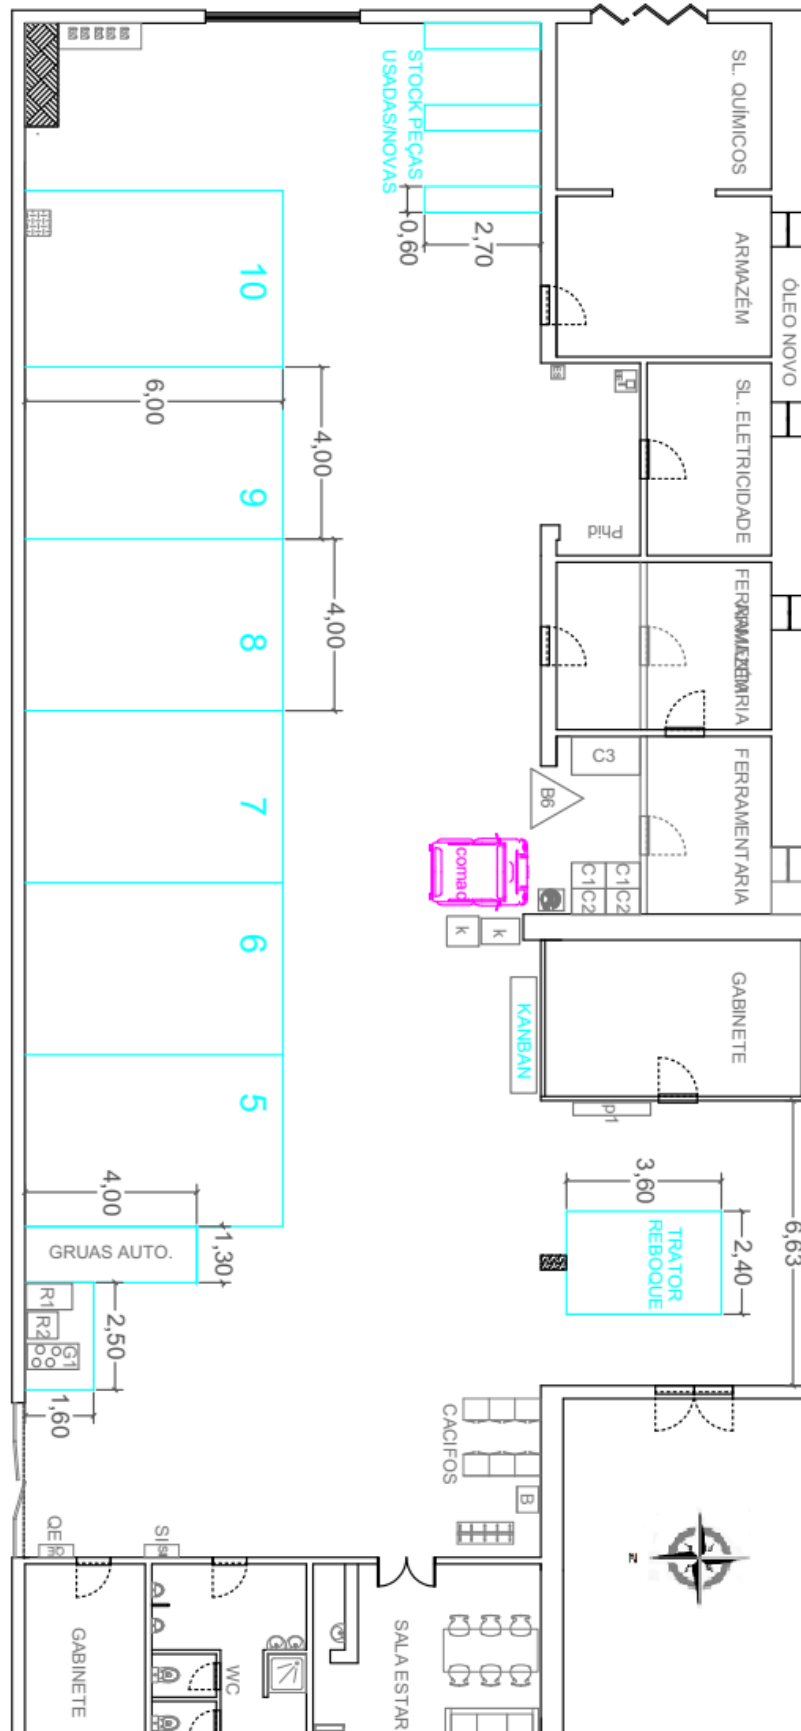 SL. QUÍMICOS
STOCK PEÇAS
USADAS/NOVAS
0,60
2,70
ARMAZÉM
ÓLEO NOVO
10
6,00
4,00
ES
SL. ELETRICIDADE
9
Phid
4,00
8
FERRAMENTARIA
7
C3
B6
FERRAMENTARIA
comac
C1
C1
C2
C2
k
k
6
GABINETE
KANBAN
5
p1
4,00
3,60
GRUAS AUTO.
1,30
TRATOR
REBOQUE
2,40
6,63
R1
R2
G1
2,50
1,60
CACIFOS
B
QE
SI
N
GABINETE
WC
SALA ESTAR